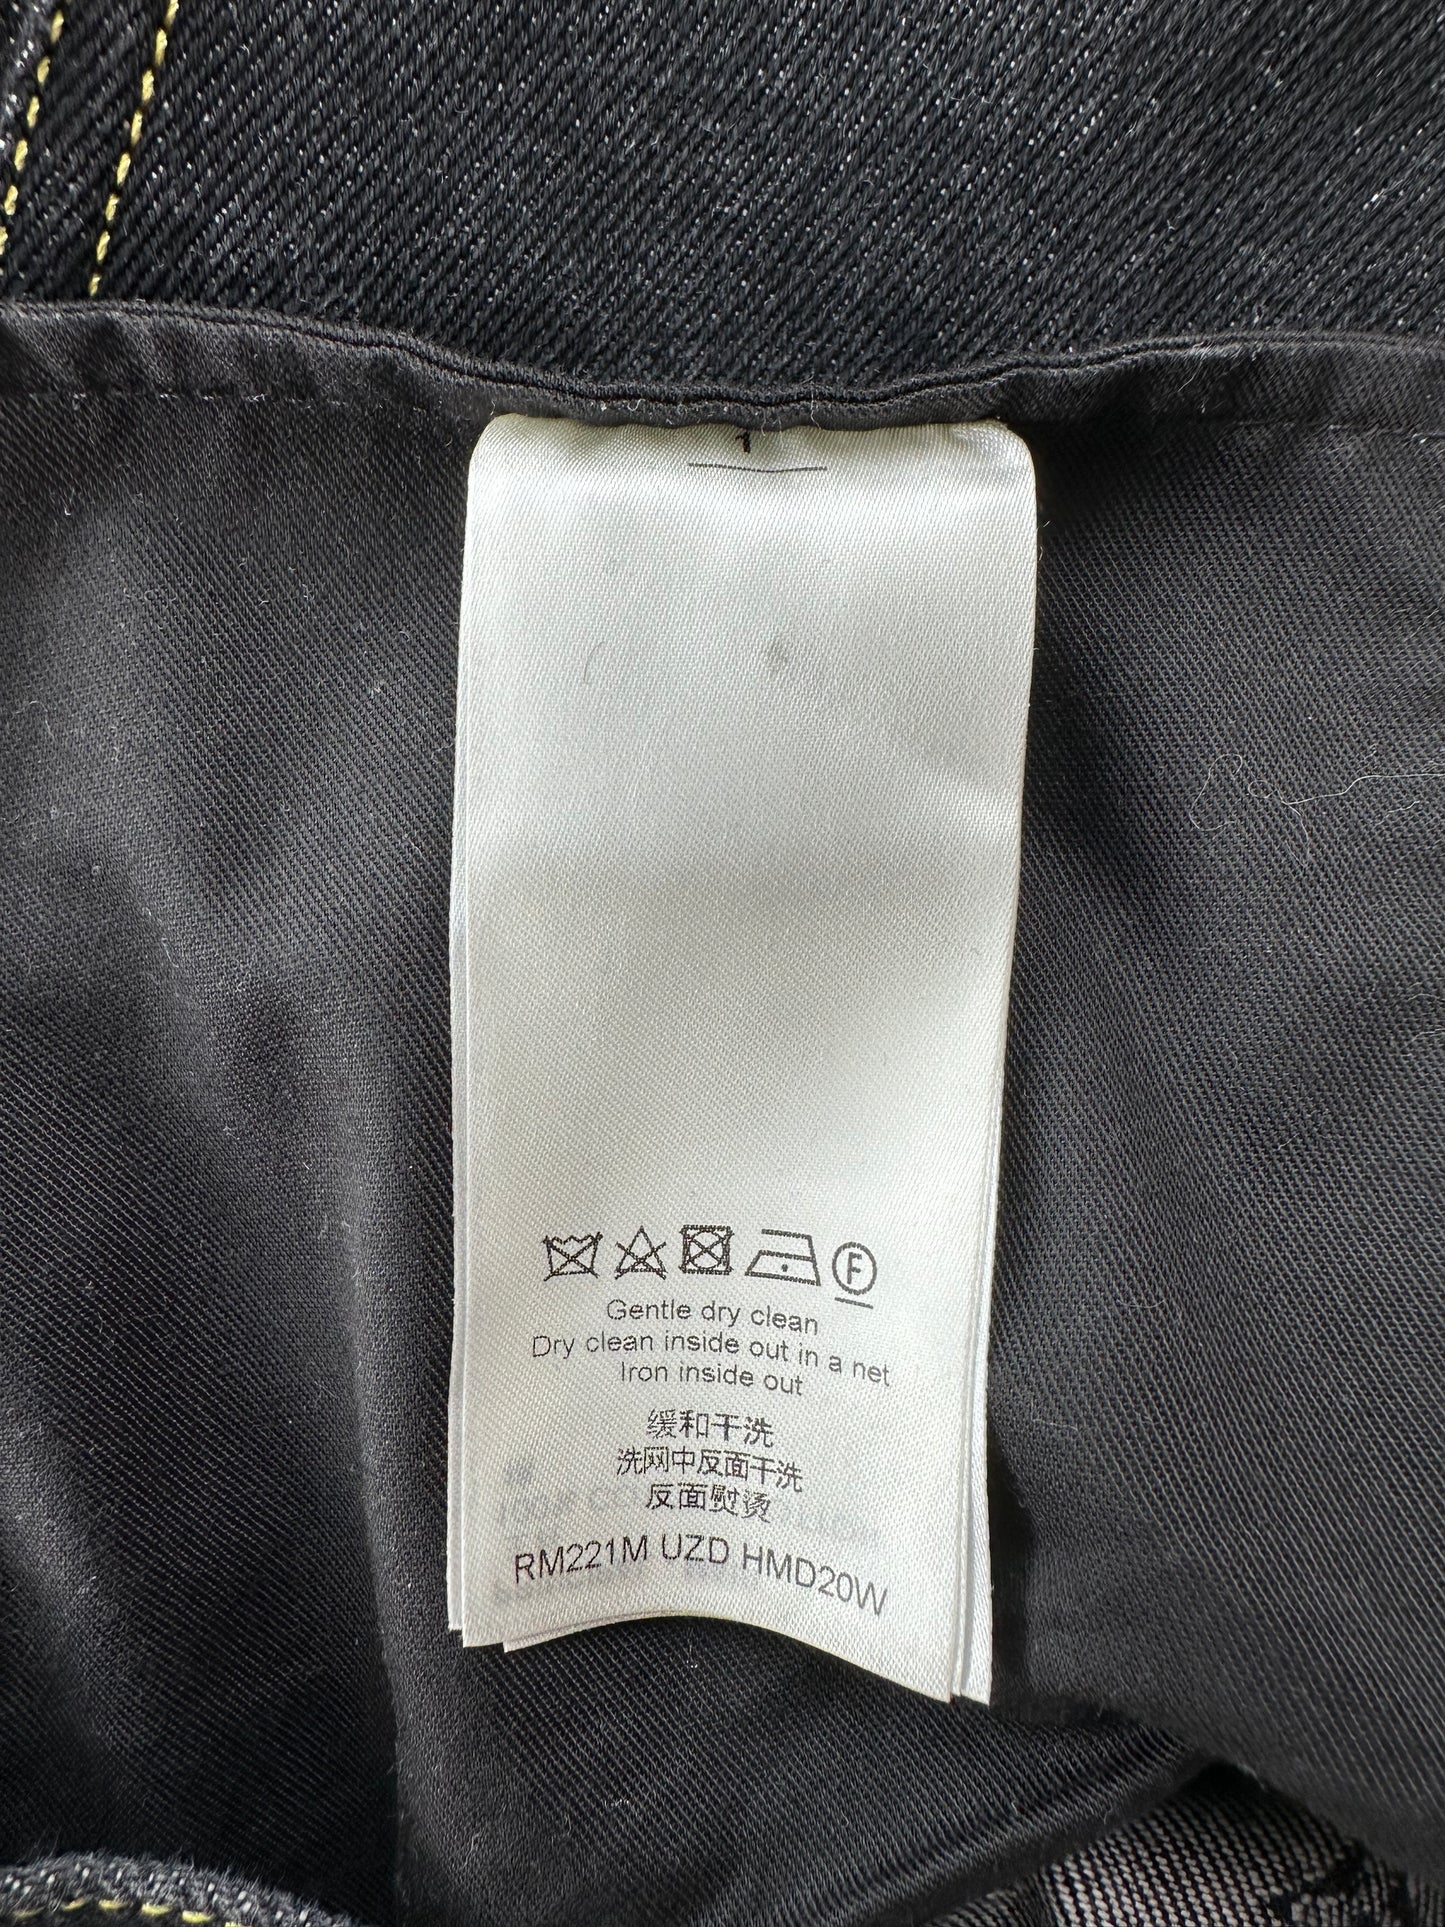 1
F
Gentle dry clean
Dry clean inside out in a net
Iron inside out
缓和干洗
洗网中反面干洗
反面熨烫
RM221M UZD HMD20W